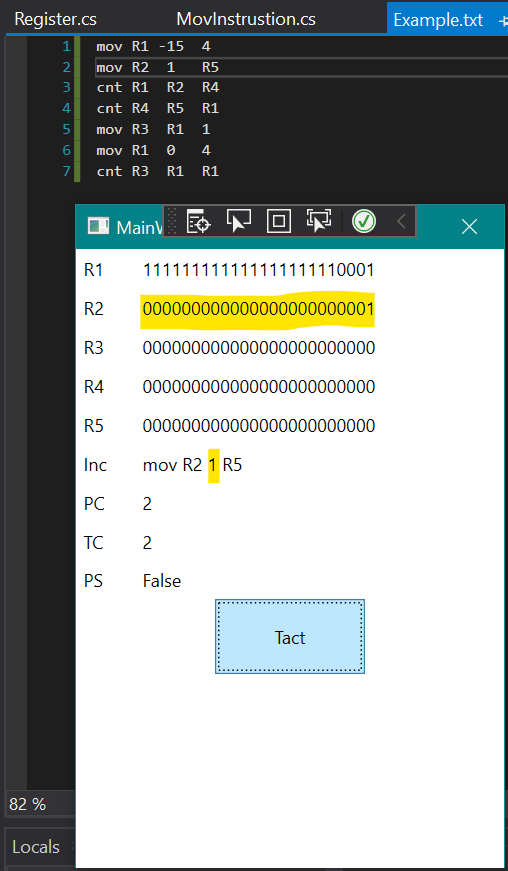 Register.cs MovInstrustion.cs Example.txt
1 mov R1 -15 4
2 mov R2 1 R5
3 cnt R1 R2 R4
4 cnt R4 R5 R1
5 mov R3 R1 1
6 mov R1 0 4
7 cnt R3 R1 R1
R1 111111111111111111110001
R2 000000000000000000000001
R3 000000000000000000000000
R4 000000000000000000000000
R5 000000000000000000000000
Inc mov R2 1 R5
PC 2
TC 2
PS False
Tact
82 %
Locals